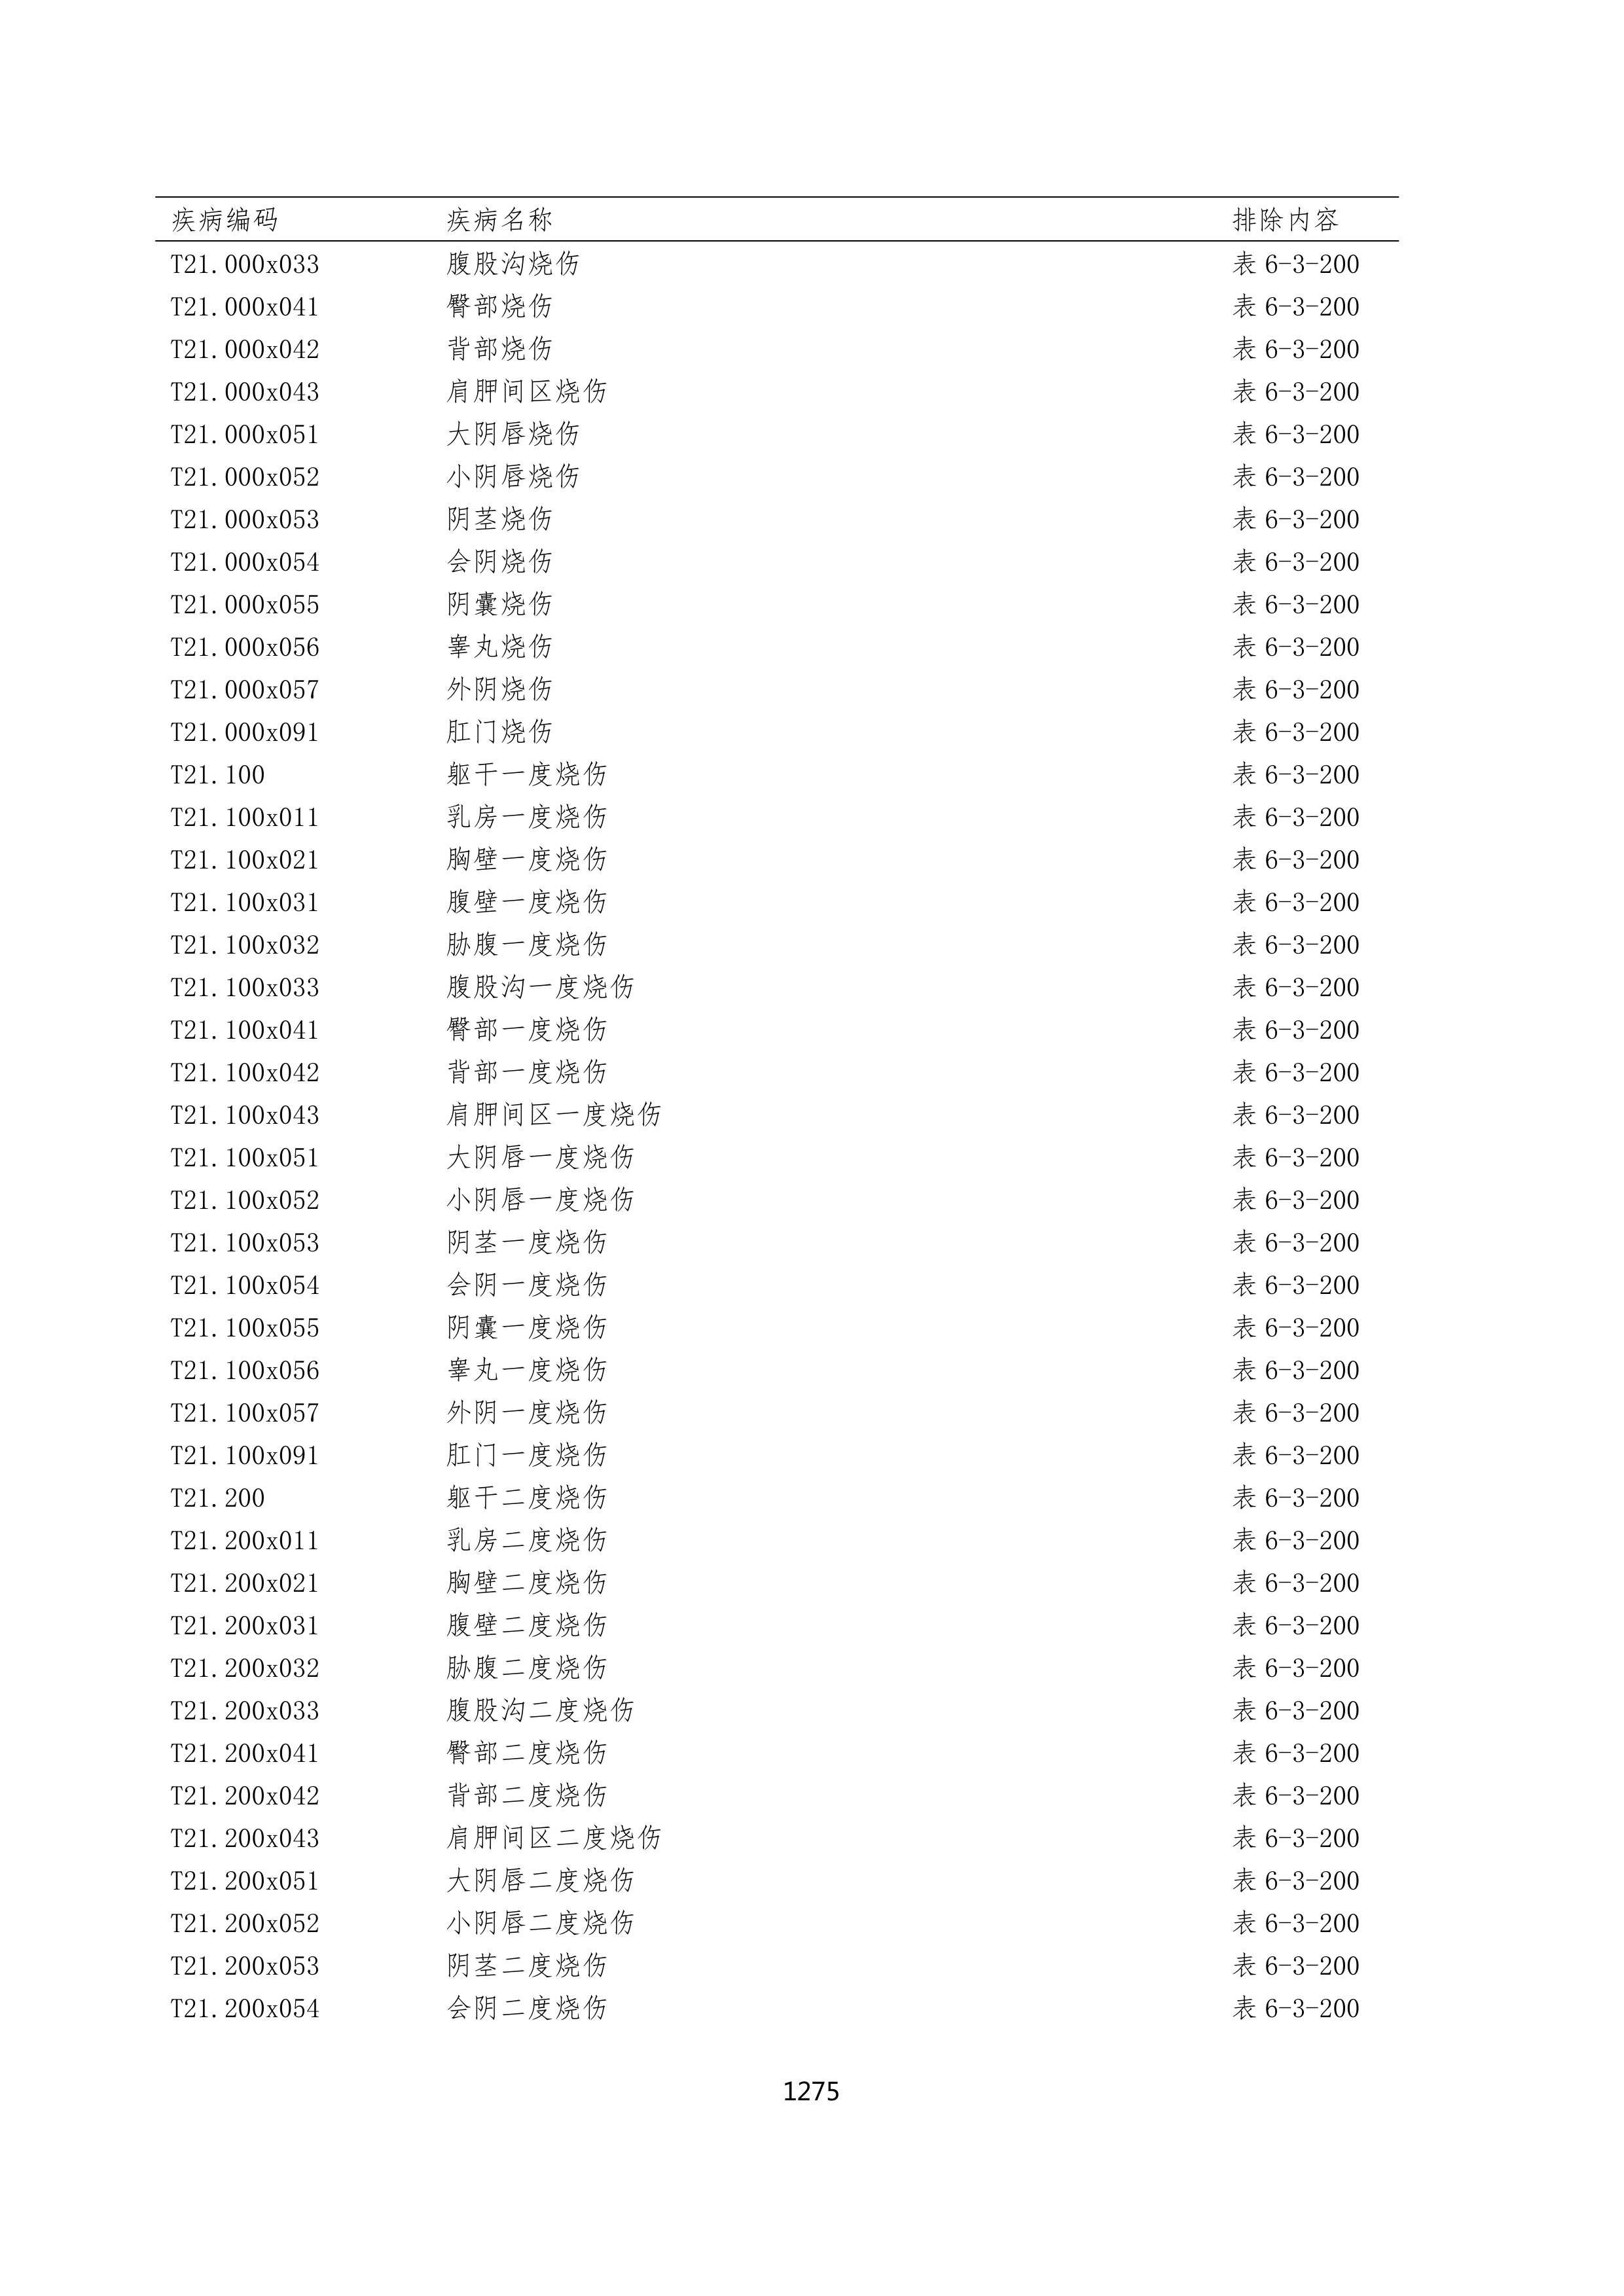 疾病编码 疾病名称 排除内容
T21.000x033 腹股沟烧伤 表 6-3-200
T21.000x041 臀部烧伤 表 6-3-200
T21.000x042 背部烧伤 表 6-3-200
T21.000x043 肩胛间区烧伤 表 6-3-200
T21.000x051 大阴唇烧伤 表 6-3-200
T21.000x052 小阴唇烧伤 表 6-3-200
T21.000x053 阴茎烧伤 表 6-3-200
T21.000x054 会阴烧伤 表 6-3-200
T21.000x055 阴囊烧伤 表 6-3-200
T21.000x056 睾丸烧伤 表 6-3-200
T21.000x057 外阴烧伤 表 6-3-200
T21.000x091 肛门烧伤 表 6-3-200
T21.100 躯干一度烧伤 表 6-3-200
T21.100x011 乳房一度烧伤 表 6-3-200
T21.100x021 胸壁一度烧伤 表 6-3-200
T21.100x031 腹壁一度烧伤 表 6-3-200
T21.100x032 胁腹一度烧伤 表 6-3-200
T21.100x033 腹股沟一度烧伤 表 6-3-200
T21.100x041 臀部一度烧伤 表 6-3-200
T21.100x042 背部一度烧伤 表 6-3-200
T21.100x043 肩胛间区一度烧伤 表 6-3-200
T21.100x051 大阴唇一度烧伤 表 6-3-200
T21.100x052 小阴唇一度烧伤 表 6-3-200
T21.100x053 阴茎一度烧伤 表 6-3-200
T21.100x054 会阴一度烧伤 表 6-3-200
T21.100x055 阴囊一度烧伤 表 6-3-200
T21.100x056 睾丸一度烧伤 表 6-3-200
T21.100x057 外阴一度烧伤 表 6-3-200
T21.100x091 肛门一度烧伤 表 6-3-200
T21.200 躯干二度烧伤 表 6-3-200
T21.200x011 乳房二度烧伤 表 6-3-200
T21.200x021 胸壁二度烧伤 表 6-3-200
T21.200x031 腹壁二度烧伤 表 6-3-200
T21.200x032 胁腹二度烧伤 表 6-3-200
T21.200x033 腹股沟二度烧伤 表 6-3-200
T21.200x041 臀部二度烧伤 表 6-3-200
T21.200x042 背部二度烧伤 表 6-3-200
T21.200x043 肩胛间区二度烧伤 表 6-3-200
T21.200x051 大阴唇二度烧伤 表 6-3-200
T21.200x052 小阴唇二度烧伤 表 6-3-200
T21.200x053 阴茎二度烧伤 表 6-3-200
T21.200x054 会阴二度烧伤 表 6-3-200
1275